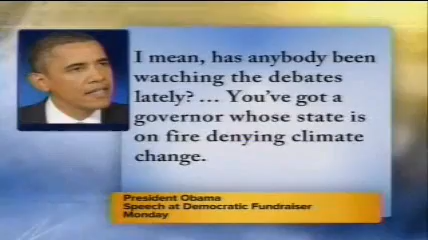 I mean, has anybody been
watching the debates
lately? ... You've got a
governor whose state is
on fire denying climate
change.
President Obama
Speech at Democratic Fundraiser
Monday